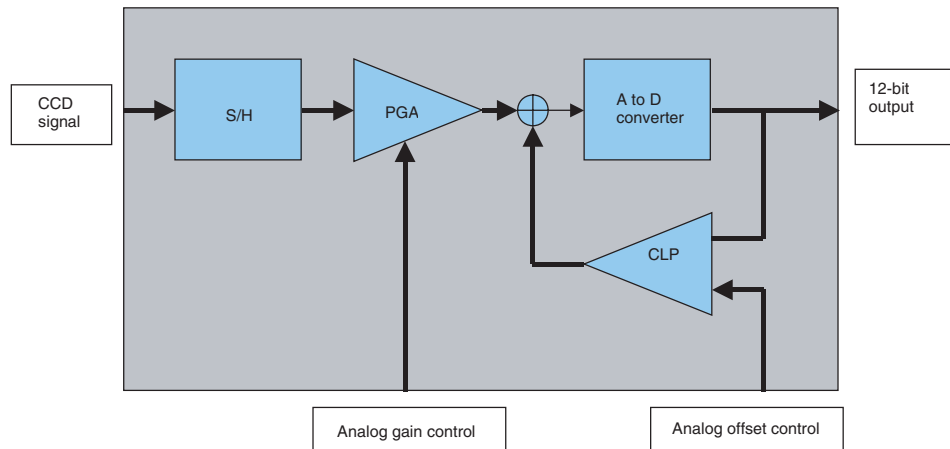 CCD
signal
S/H
PGA
A to D
converter
12-bit
output
CLP
Analog gain control
Analog offset control